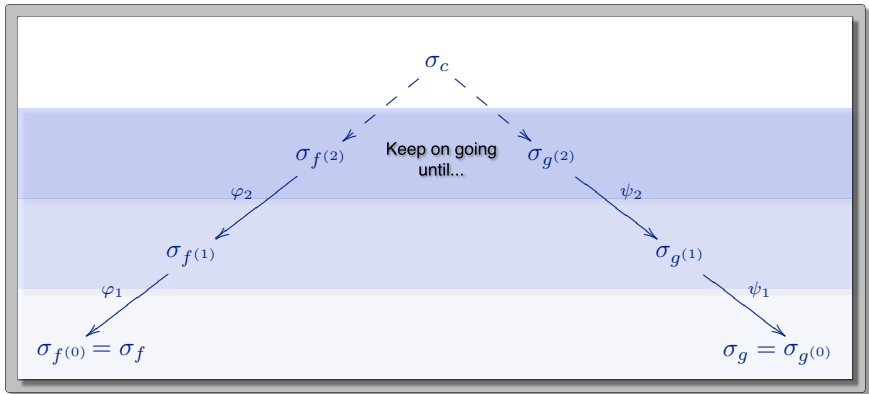 σ_c
σ_{f^{(2)}} Keep on going σ_{g^{(2)}}
until...
φ_2 ψ_2
σ_{f^{(1)}} σ_{g^{(1)}}
φ_1 ψ_1
σ_{f^{(0)}} = σ_f σ_g = σ_{g^{(0)}}